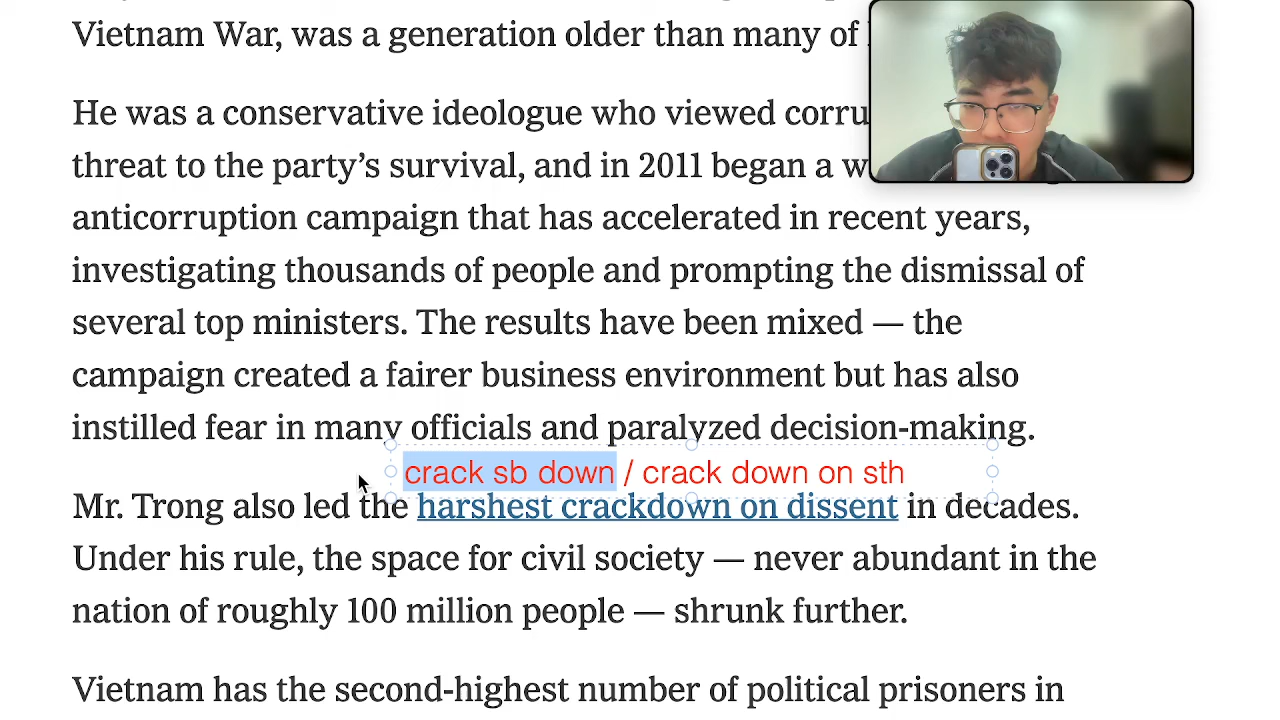 Vietnam War, was a generation older than many of
He was a conservative ideologue who viewed
threat to the party's survival, and in 2011 began a
anticorruption campaign that has accelerated in recent years,
investigating thousands of people and prompting the dismissal of
several top ministers. The results have been mixed — the
campaign created a fairer business environment but has also
instilled fear in many officials and paralyzed decision-making.
crack sb down / crack down on sth
Mr. Trong also led the harshest crackdown on dissent in decades.
Under his rule, the space for civil society — never abundant in the
nation of roughly 100 million people — shrunk further.
Vietnam has the second-highest number of political prisoners in